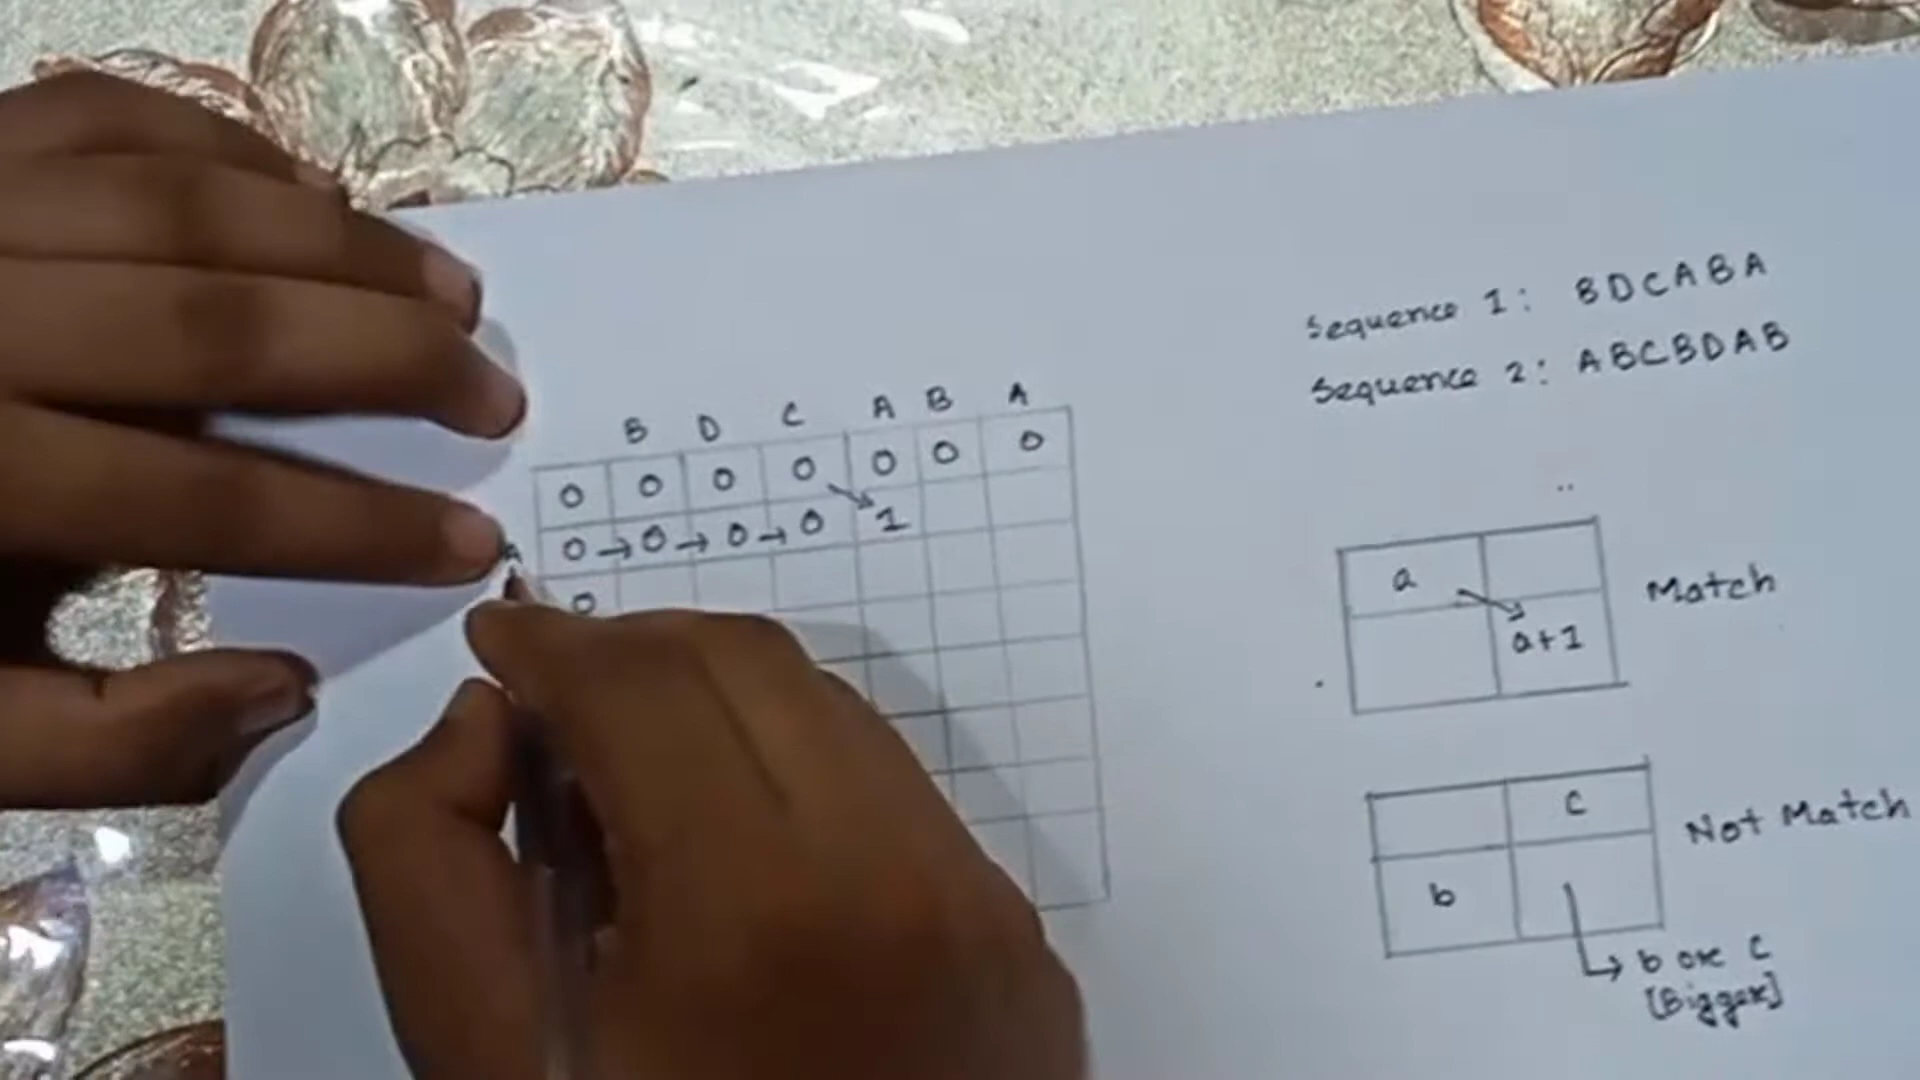 Sequence 1: BDCABA
Sequence 2: ABCBDAB
B D C A B A
0 0 0 0 0 0 0
A 0→0→0→0 1
0
a
a+1
Match
c
b
Not Match
b or c
[Bigger]